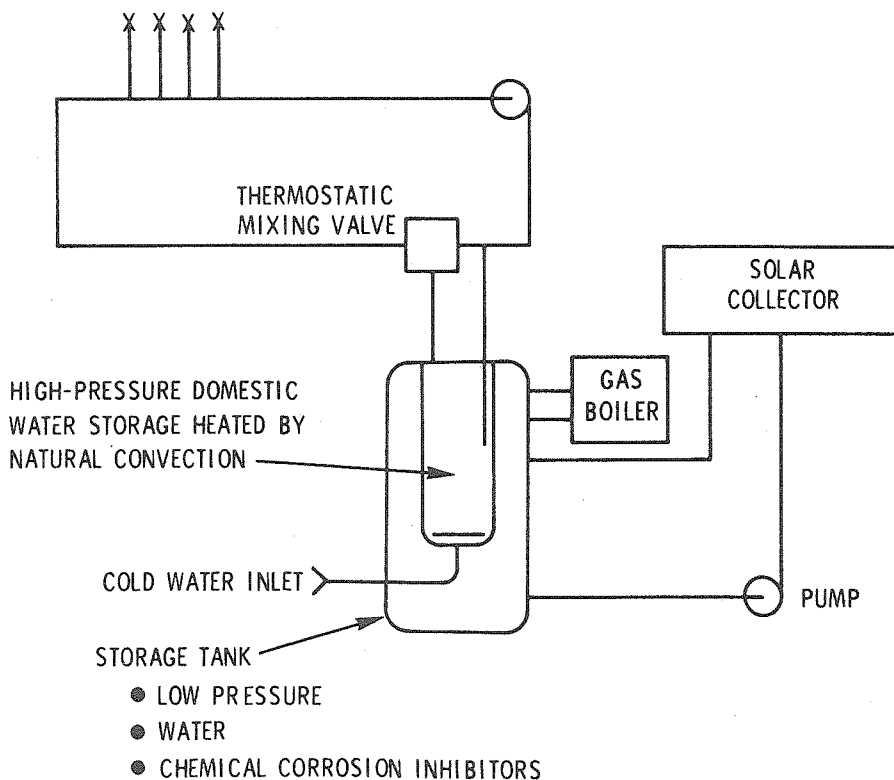 THERMOSTATIC
MIXING VALVE
SOLAR
COLLECTOR
GAS
BOILER
HIGH-PRESSURE DOMESTIC
WATER STORAGE HEATED BY
NATURAL CONVECTION
COLD WATER INLET
PUMP
STORAGE TANK
● LOW PRESSURE
● WATER
● CHEMICAL CORROSION INHIBITORS